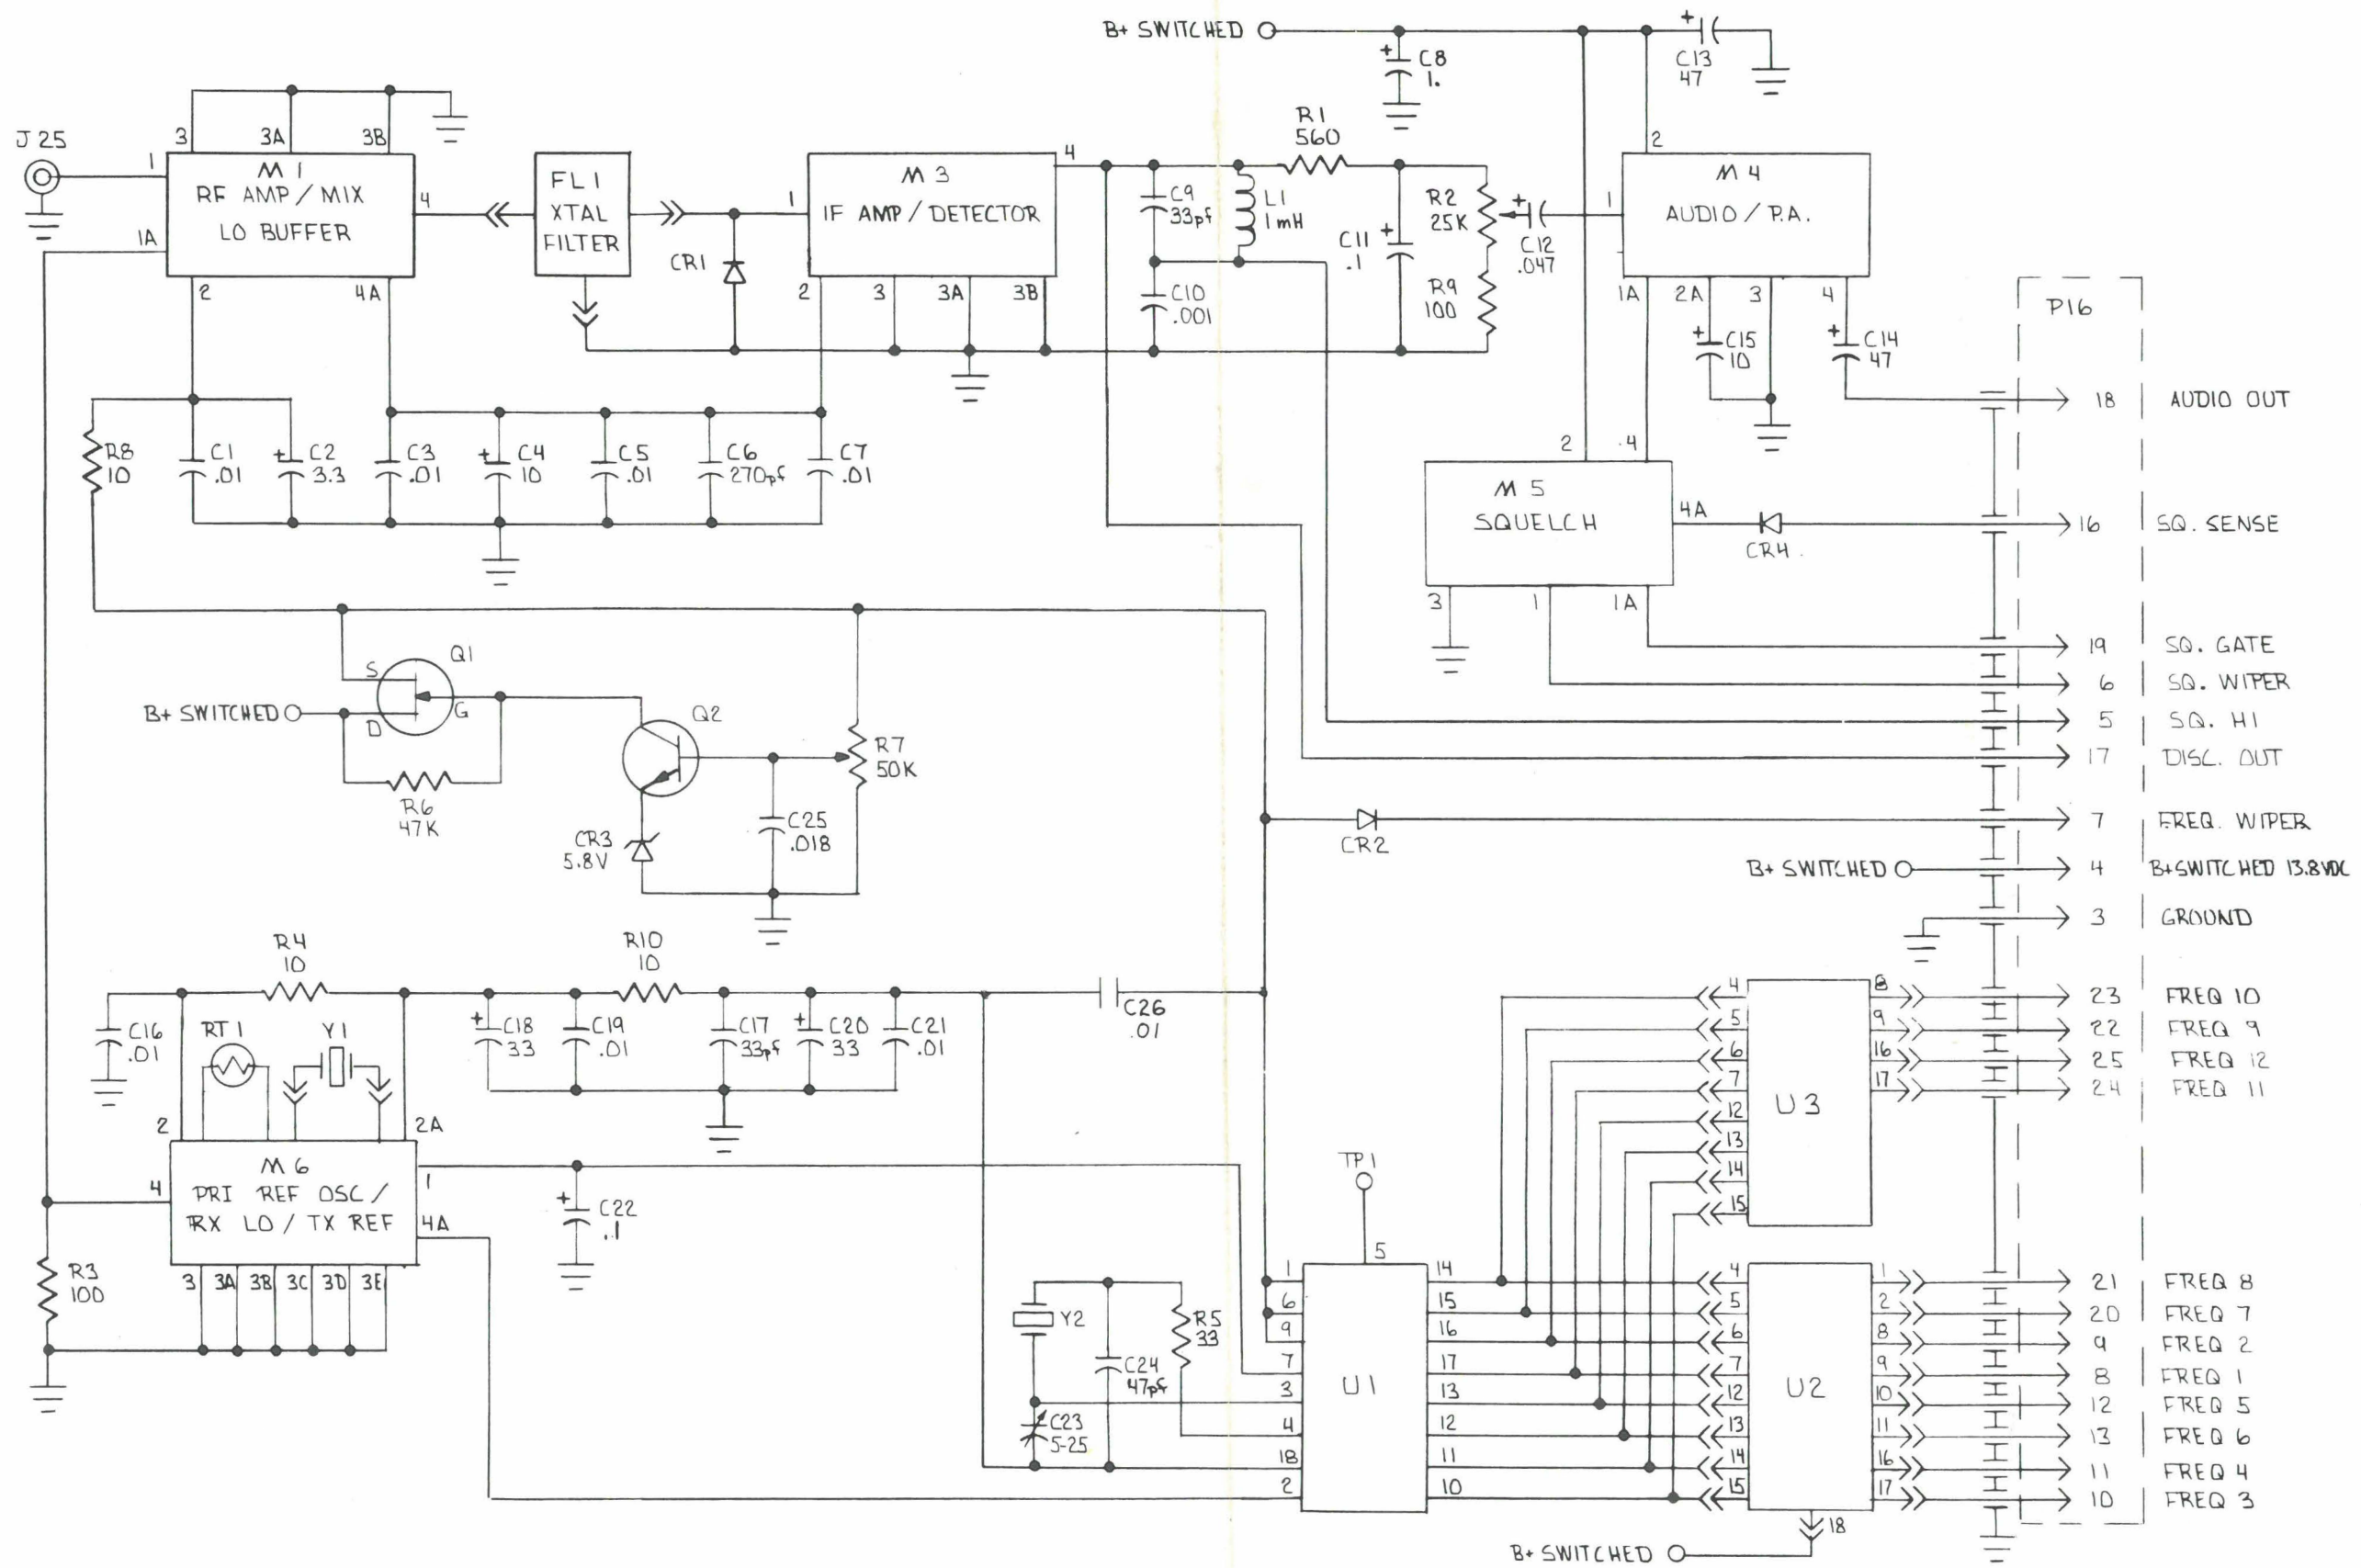 B+ SWITCHED
C8
1.
C13
47
J25
1
3
3A
3B
M1
RF AMP/MIX
LO BUFFER
1A
2
4A
4
FL1
XTAL
FILTER
CR1
1
M3
IF AMP/DETECTOR
4
2
3
3A
3B
C9
33pf
L1
1mH
C10
.001
R1
560
C11
.1
R2
25K
R9
100
C12
.047
1
2
M4
AUDIO/P.A.
1A
2A
3
4
C15
10
C14
47
P16
18
AUDIO OUT
R8
10
C1
.01
C2
3.3
C3
.01
C4
10
C5
.01
C6
270pf
C7
.01
2
4
M5
SQUELCH
4A
CR4
16
SQ. SENSE
3
1
1A
19
SQ. GATE
6
SQ. WIPER
5
SQ. HI
17
DISC. OUT
Q1
S
G
D
B+ SWITCHED
R6
47K
Q2
R7
50K
C25
.018
CR3
5.8V
CR2
7
FREQ. WIPER
B+ SWITCHED
4
B+SWITCHED 13.8VDC
3
GROUND
R4
10
R10
10
C16
.01
RT1
Y1
C18
33
C19
.01
C17
33pf
C20
33
C21
.01
C26
.01
2
2A
M6
PRI REF OSC/
RX LO/TX REF
4
1
4A
3
3A
3B
3C
3D
3E
R3
100
C22
.1
Y2
C24
47pf
R5
33
C23
5-25
TP1
5
U1
1
6
9
7
3
4
18
2
14
15
16
17
13
12
11
10
U3
4
5
6
7
12
13
14
15
8
9
16
17
23
FREQ 10
22
FREQ 9
25
FREQ 12
24
FREQ 11
U2
4
5
6
7
12
13
14
15
1
2
8
9
10
11
16
17
21
FREQ 8
20
FREQ 7
9
FREQ 2
8
FREQ 1
12
FREQ 5
13
FREQ 6
11
FREQ 4
10
FREQ 3
18
B+ SWITCHED